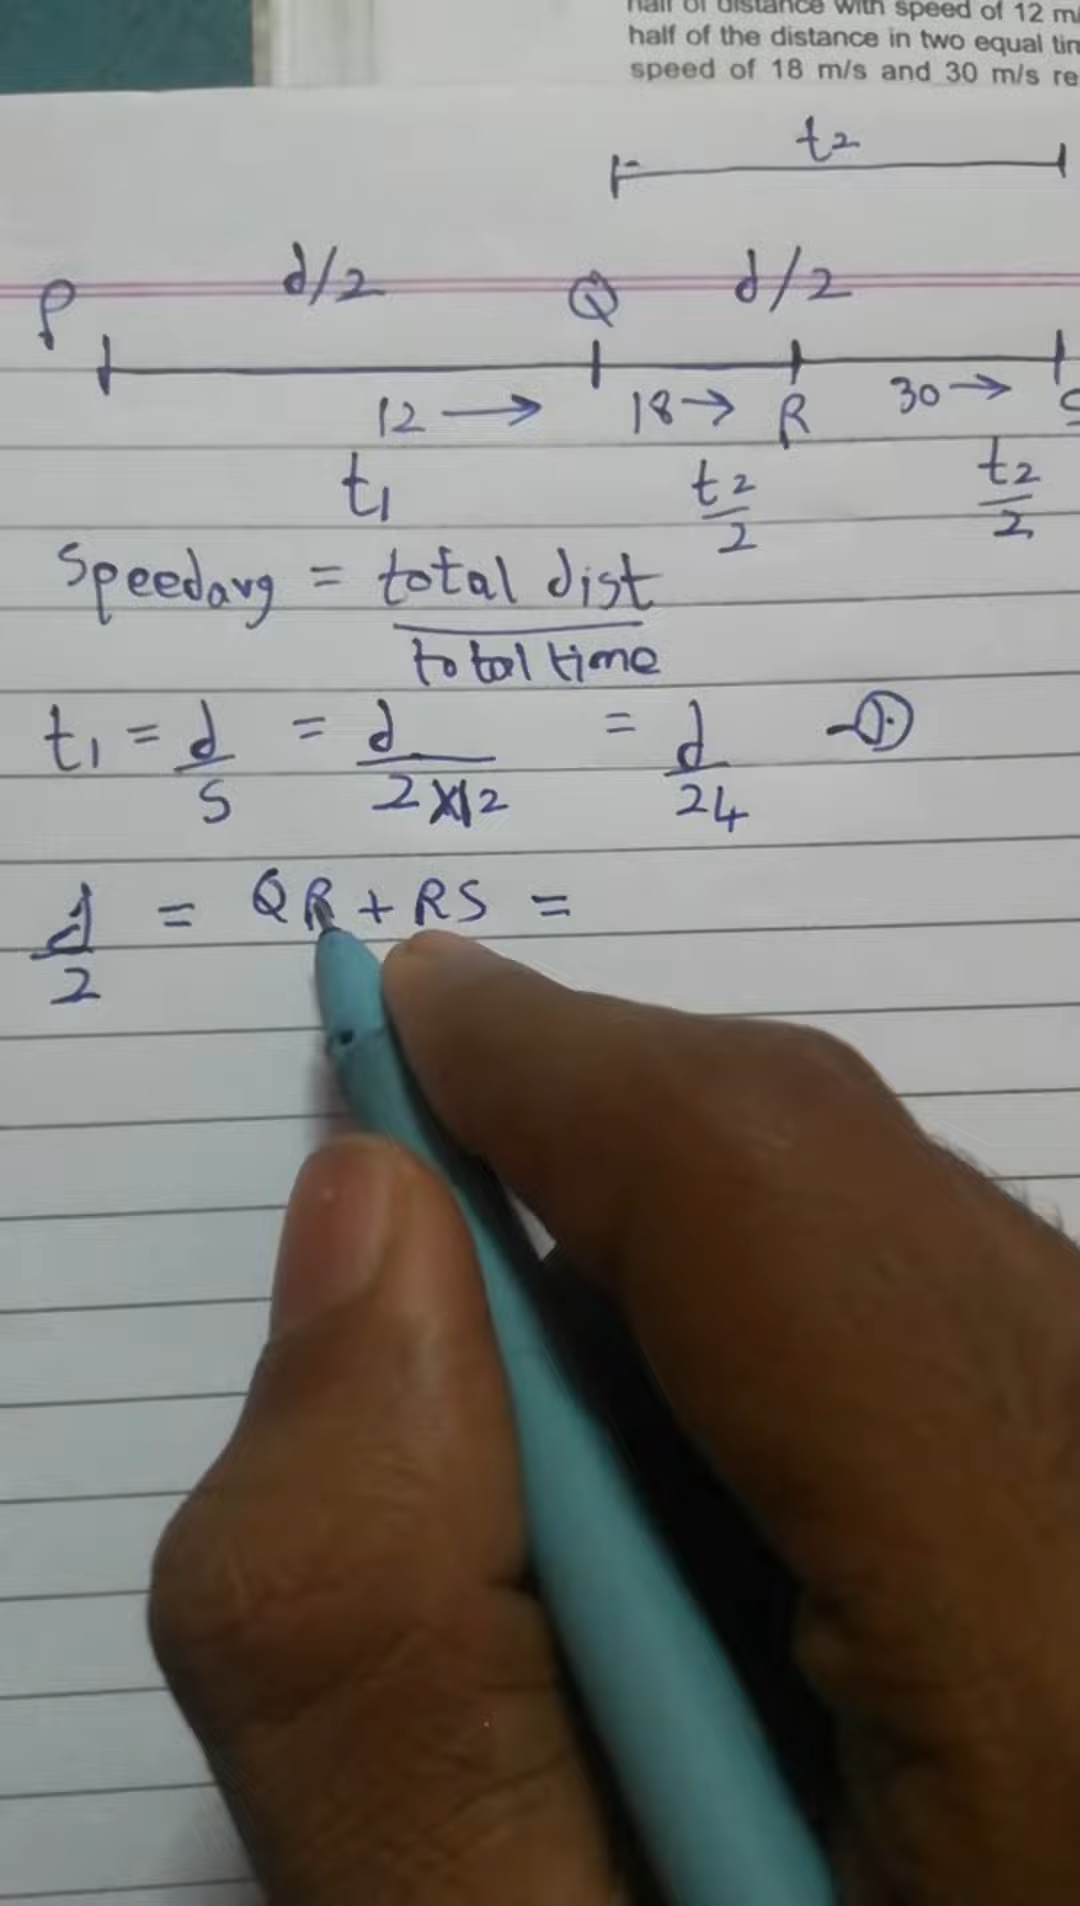 half of distance with speed of 12
half of the distance in two equal
speed of 18 m/s and 30 m/s
t2
P d/2 Q d/2
12 → 18 → R 30 →
t1 t2/2 t2/2
Speedavg = total dist / total time
t1 = d/S = d/2×12 = d/24 → 1
d/2 = QR + RS =